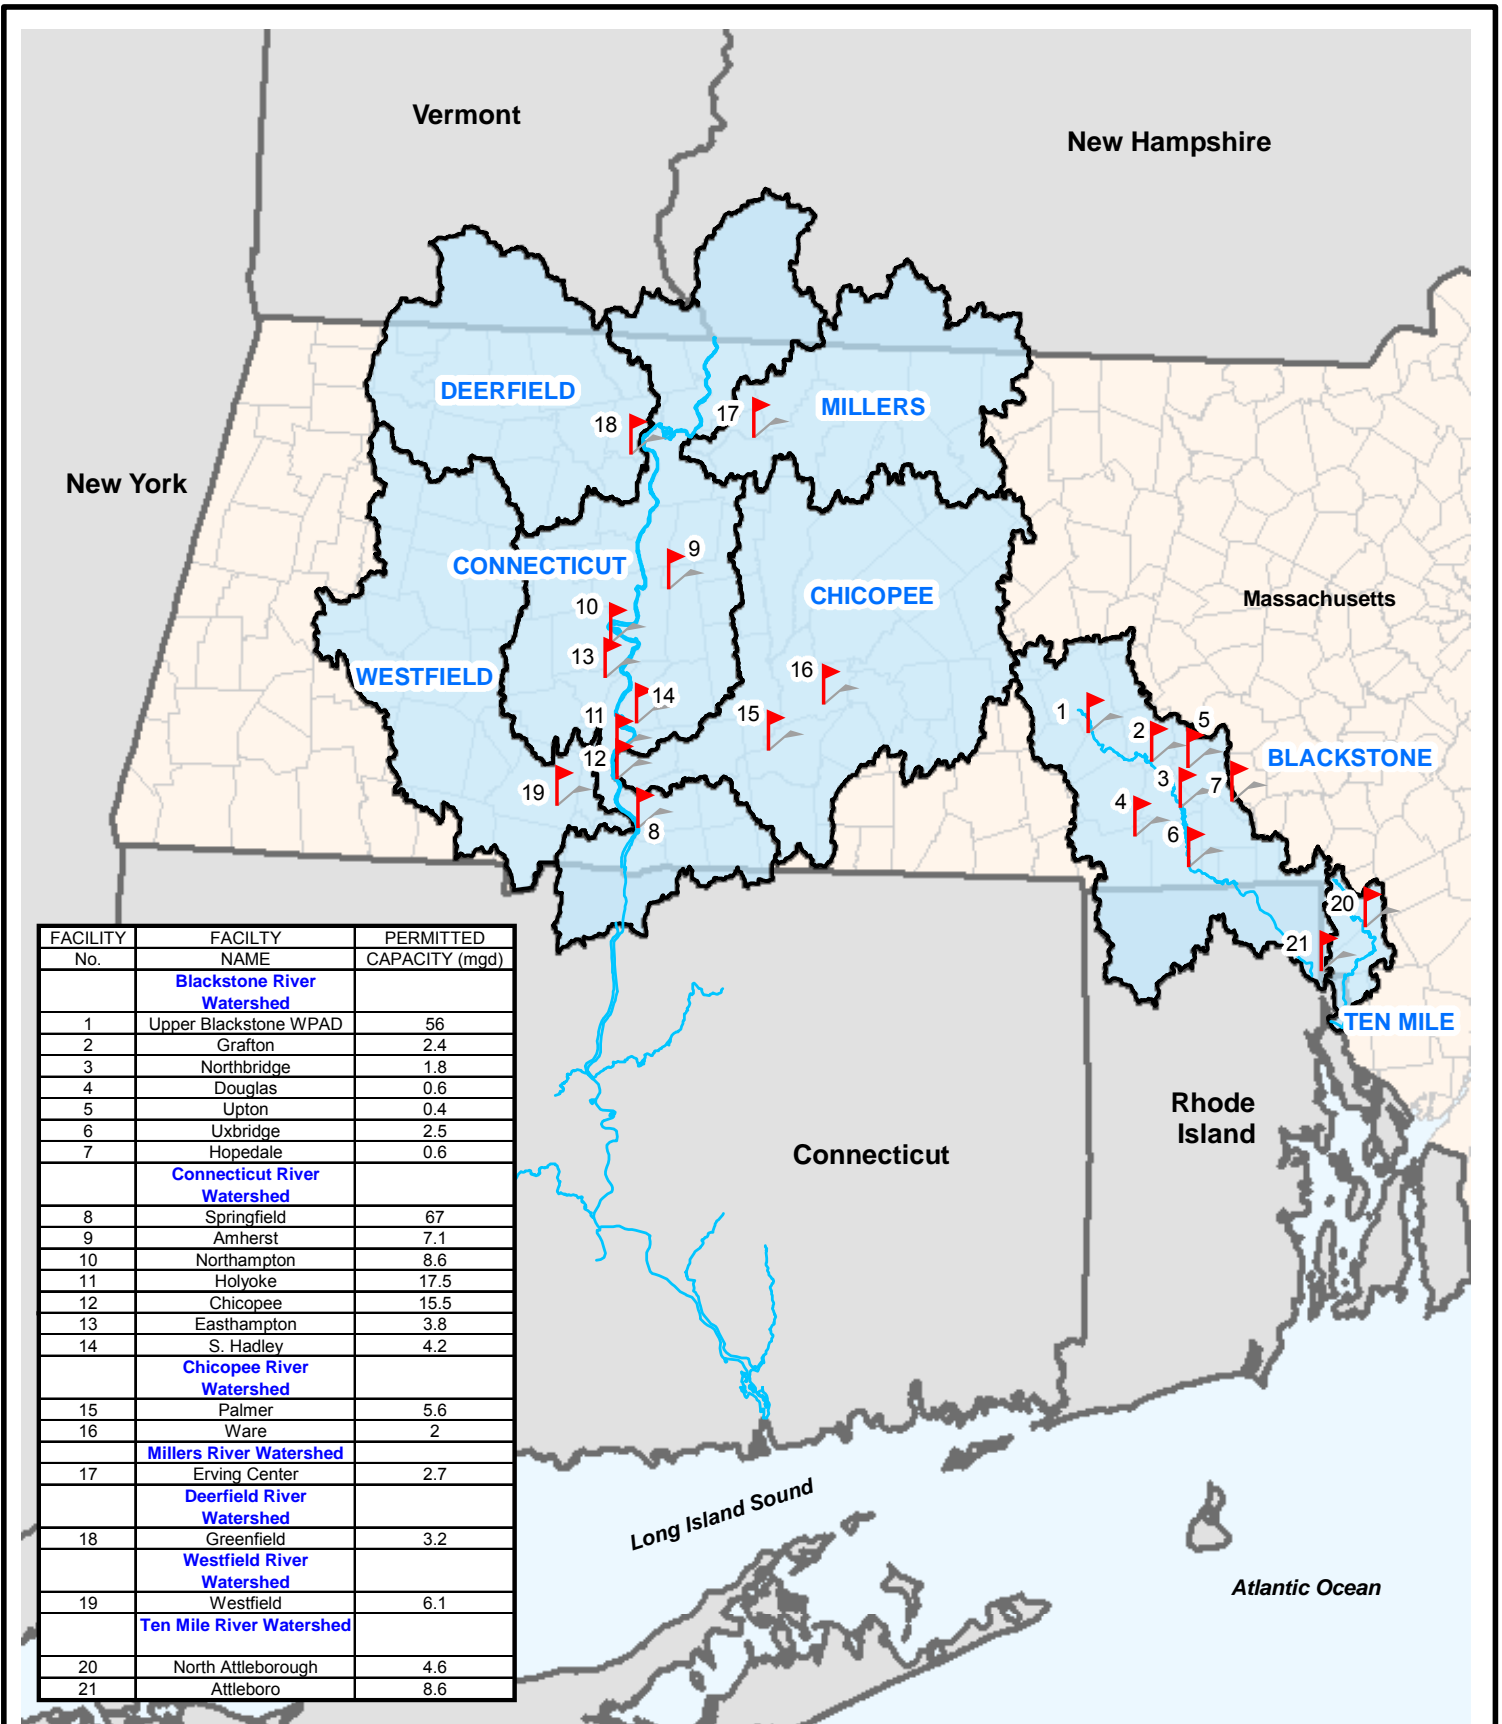 Vermont
New Hampshire
DEERFIELD
18
17
MILLERS
New York
CONNECTICUT
9
CHICOPEE
10
Massachusetts
13
WESTFIELD
16
14
11
15
12
19
8
1
2
5
BLACKSTONE
3
7
4
6
20
21
TEN MILE
FACILITY FACILTY PERMITTED
No. NAME CAPACITY (mgd)
Blackstone River
Watershed
1 Upper Blackstone WPAD 56
2 Grafton 2.4
3 Northbridge 1.8
4 Douglas 0.6
5 Upton 0.4
6 Uxbridge 2.5
7 Hopedale 0.6
Connecticut River
Watershed
8 Springfield 67
9 Amherst 7.1
10 Northampton 8.6
11 Holyoke 17.5
12 Chicopee 15.5
13 Easthampton 3.8
14 S. Hadley 4.2
Chicopee River
Watershed
15 Palmer 5.6
16 Ware 2
Millers River Watershed
17 Erving Center 2.7
Deerfield River
Watershed
18 Greenfield 3.2
Westfield River
Watershed
19 Westfield 6.1
Ten Mile River Watershed
20 North Attleborough 4.6
21 Attleboro 8.6
Rhode
Island
Connecticut
Long Island Sound
Atlantic Ocean